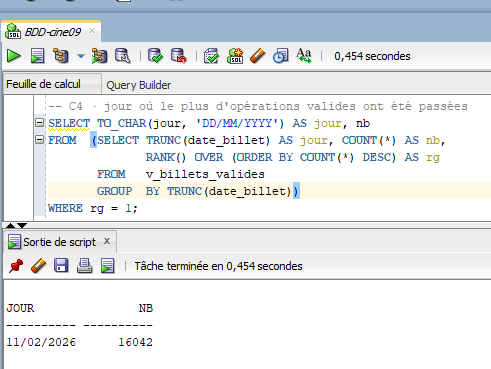 BDD-cine09
0,454 secondes
Feuille de calcul Query Builder
-- C4 · jour où le plus d'opérations valides ont été passées
SELECT TO_CHAR(jour, 'DD/MM/YYYY') AS jour, nb
FROM (SELECT TRUNC(date_billet) AS jour, COUNT(*) AS nb,
RANK() OVER (ORDER BY COUNT(*) DESC) AS rg
FROM v_billets_valides
GROUP BY TRUNC(date_billet))
WHERE rg = 1;
Sortie de script x
Tâche terminée en 0,454 secondes
JOUR NB
---------- ----------
11/02/2026 16042